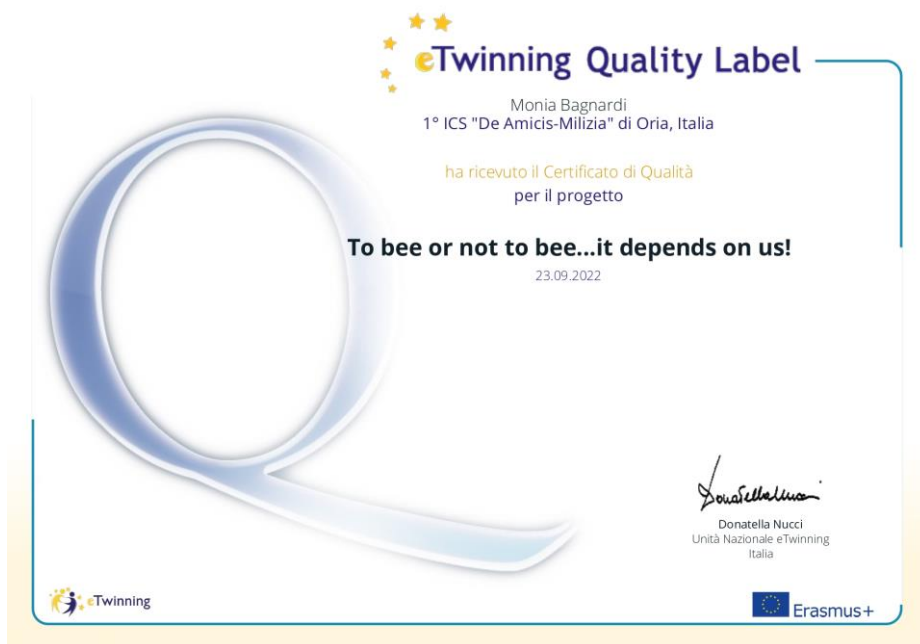 eTwinning Quality Label
Monia Bagnardi
1° ICS "De Amicis-Milizia" di Oria, Italia
ha ricevuto il Certificato di Qualità
per il progetto
To bee or not to bee...it depends on us!
23.09.2022
Donatella Nucci
Donatella Nucci
Unità Nazionale eTwinning
Italia
eTwinning
Erasmus+